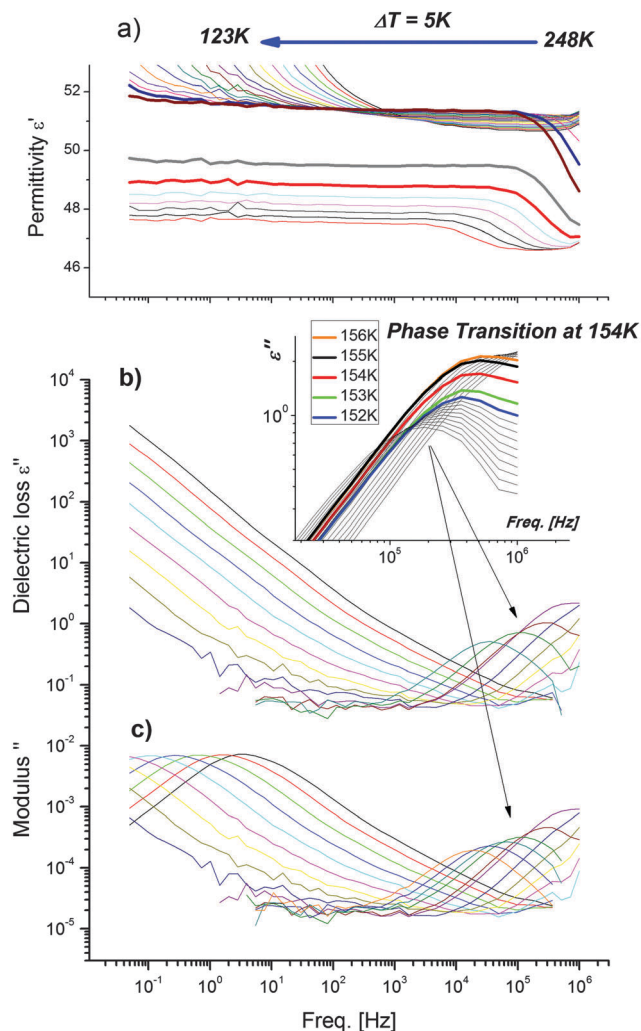 a)
123K
ΔT = 5K
248K
52
50
48
46
Permittivity ε'
Phase Transition at 154K
156K
155K
154K
153K
152K
ε''
10⁰
10⁵
10⁶
Freq. [Hz]
b)
10⁴
10³
10²
10¹
10⁰
10⁻¹
10⁻²
Dielectric loss ε''
c)
10⁻²
10⁻³
10⁻⁴
10⁻⁵
Modulus ''
10⁻¹
10⁰
10¹
10²
10³
10⁴
10⁵
10⁶
Freq. [Hz]